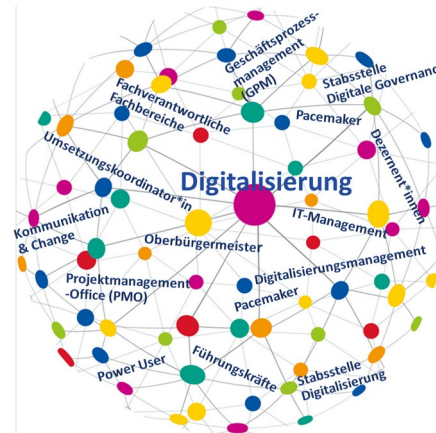 Geschäftsprozess-
management
(GPM)
Stabsstelle
Digitale Governance
Fachverantwortliche
Fachbereiche
Pacemaker
Dezernent*innen
Umsetzungskoordinator*in
Digitalisierung
Kommunikation
& Change
Oberbürgermeister
IT-Management
Projektmanagement
-Office (PMO)
Digitalisierungsmanagement
Pacemaker
Power User
Führungskräfte
Stabsstelle
Digitalisierung